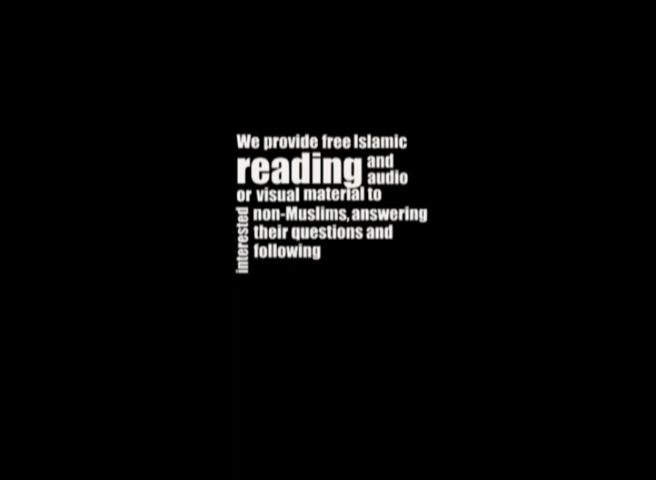 We provide free Islamic
reading and audio
or visual material to
interested
non-Muslims, answering
their questions and
following